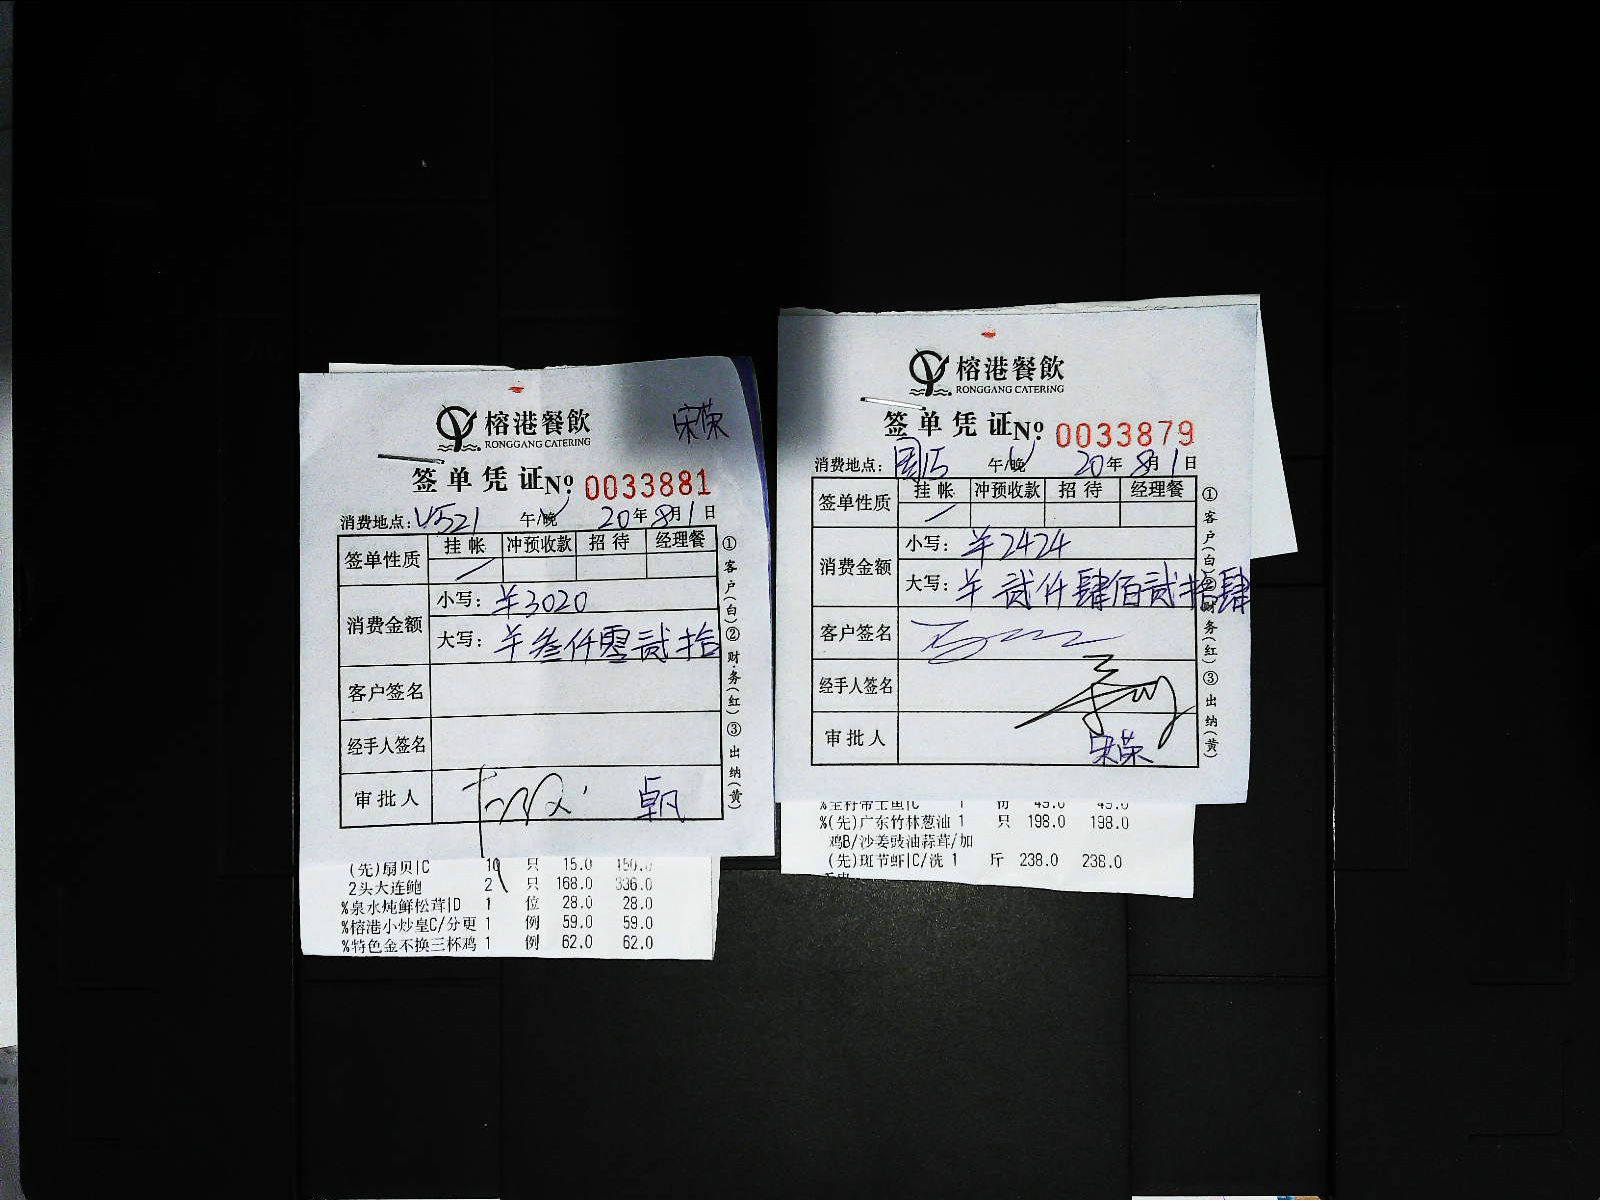 榕港餐飲
RONGGANG CATERING
宋荣
签单凭证 No 0033881
消费地点: V521 午/晚 20年8月1日
签单性质 挂帐 冲预收款 招待 经理餐
消费金额 小写: ¥3020
大写: ¥叁仟零贰拾
客户签名
经手人签名
审批人
①客户(白)②财务(红)③出纳(黄)
(先)扇贝|C 10 只 15.0 150.0
2头大连鲍 2 只 168.0 336.0
%泉水炖鲜松茸|D 1 位 28.0 28.0
%榕港小炒皇C/分更 1 例 59.0 59.0
%特色金不换三杯鸡 1 例 62.0 62.0
榕港餐飲
RONGGANG CATERING
签单凭证 No 0033879
消费地点: 午/晚 20年8月1日
签单性质 挂帐 冲预收款 招待 经理餐
消费金额 小写: ¥2424
大写: ¥贰仟肆佰贰拾肆
客户签名
经手人签名
审批人 宋荣
①客户(白)②财务(红)③出纳(黄)
1 份 49.0 49.0
%(先)广东竹林葱油 1 只 198.0 198.0
鸡B/沙姜豉油蒜茸/加
(先)斑节虾|C/洗 1 斤 238.0 238.0